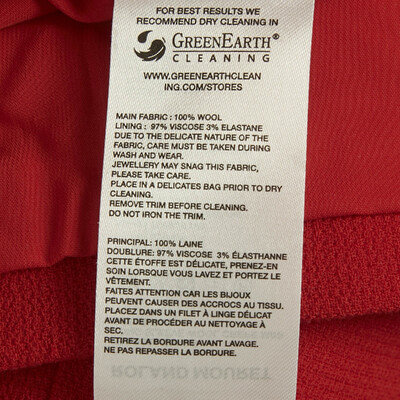 FOR BEST RESULTS WE
RECOMMEND DRY CLEANING IN
GREENEARTH®
CLEANING
WWW.GREENEARTHCLEAN
ING.COM/STORES
MAIN FABRIC : 100% WOOL
LINING : 97% VISCOSE 3% ELASTANE
DUE TO THE DELICATE NATURE OF THE
FABRIC, CARE MUST BE TAKEN DURING
WASH AND WEAR.
JEWELLERY MAY SNAG THIS FABRIC,
PLEASE TAKE CARE.
PLACE IN A DELICATES BAG PRIOR TO DRY
CLEANING.
REMOVE TRIM BEFORE CLEANING.
DO NOT IRON THE TRIM.
PRINCIPAL: 100% LAINE
DOUBLURE: 97% VISCOSE 3% ÉLASTHANNE
CETTE ÉTOFFE EST DÉLICATE, PRENEZ-EN
SOIN LORSQUE VOUS LAVEZ ET PORTEZ LE
VÊTEMENT.
FAITES ATTENTION CAR LES BIJOUX
PEUVENT CAUSER DES ACCROCS AU TISSU.
PLACEZ DANS UN FILET À LINGE DÉLICAT
AVANT DE PROCÉDER AU NETTOYAGE À
SEC.
RETIREZ LA BORDURE AVANT LAVAGE.
NE PAS REPASSER LA BORDURE.
ROLAND MOURET